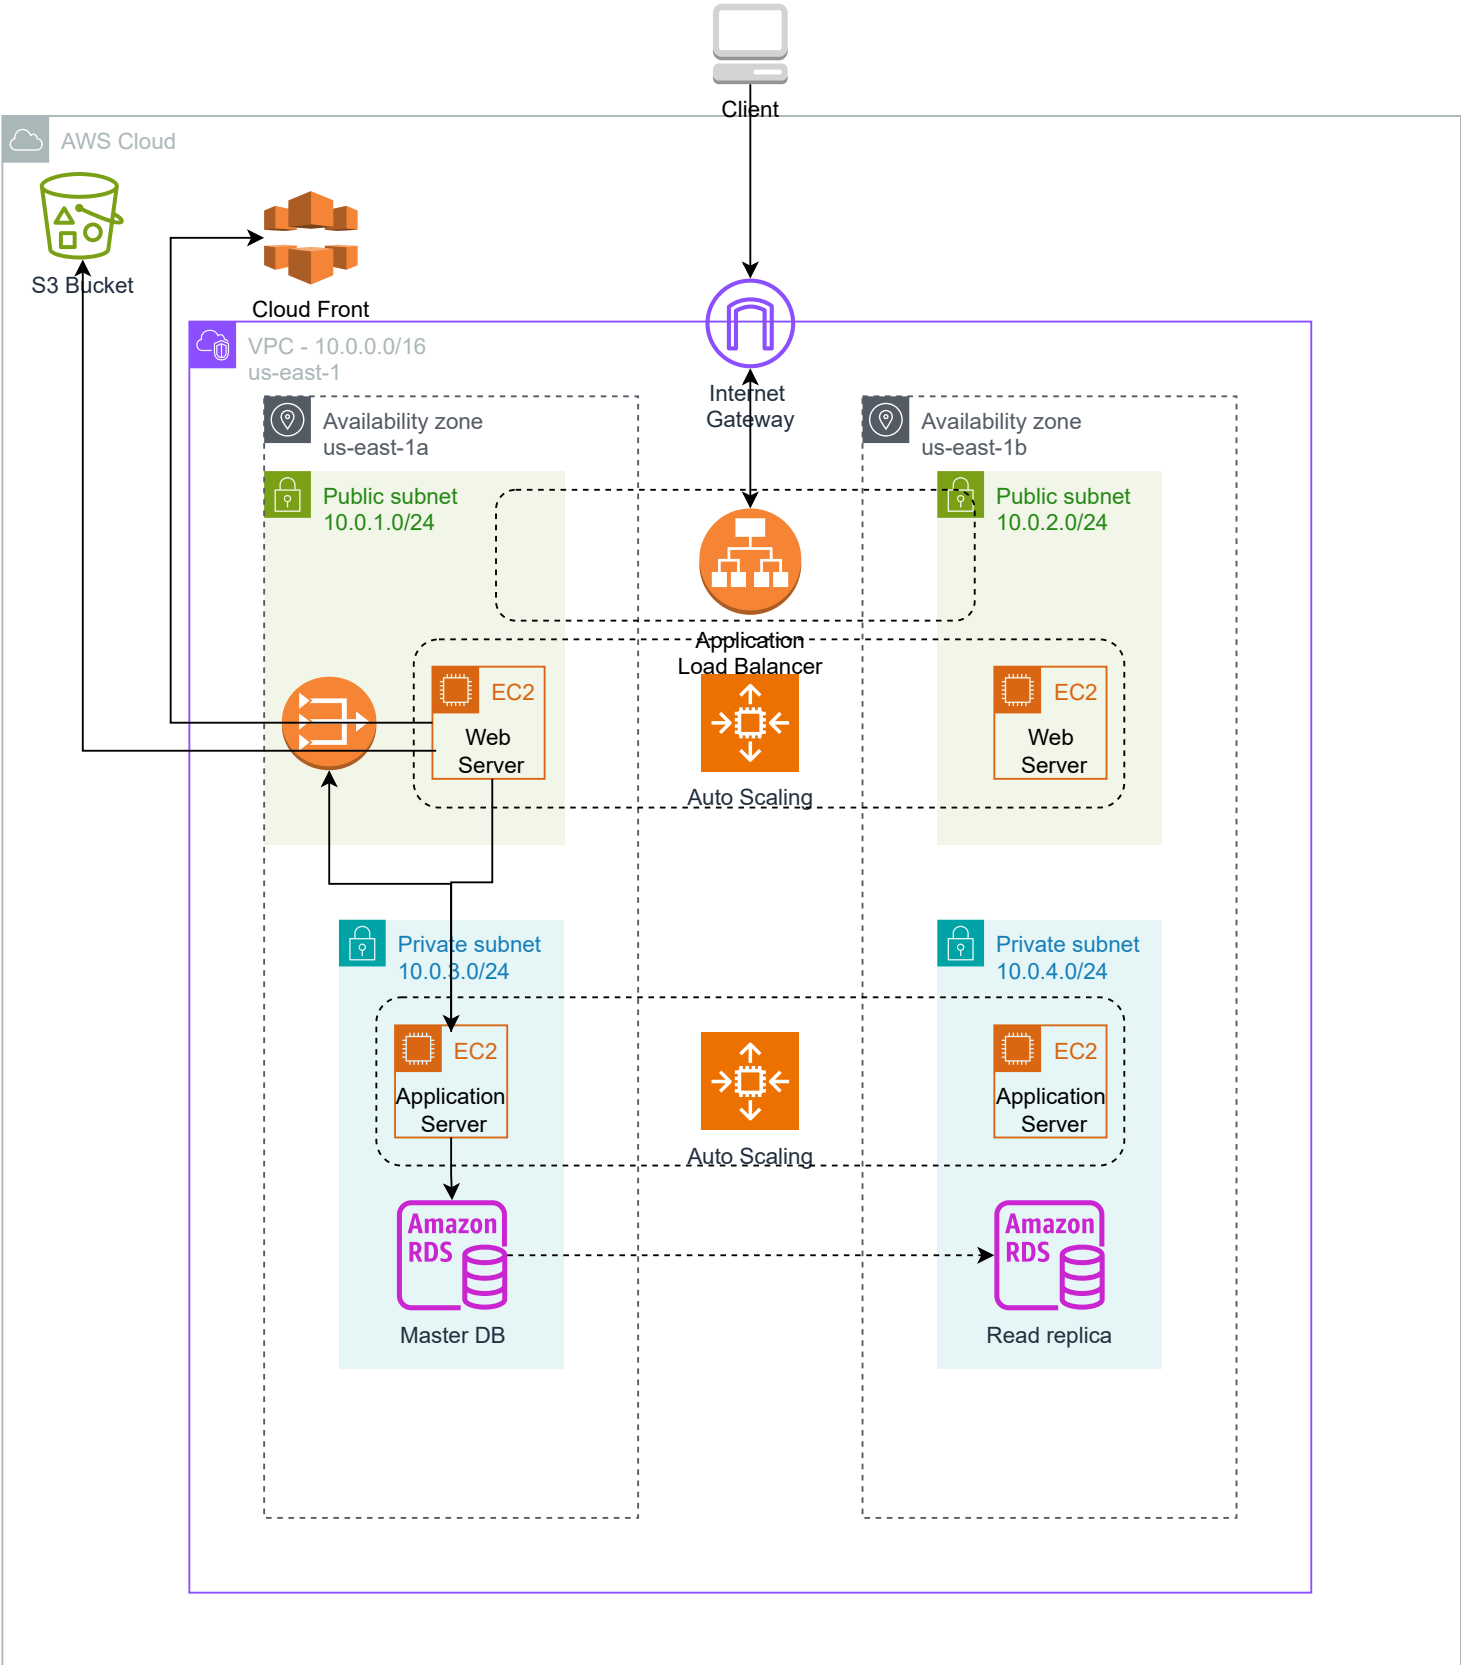 Client
AWS Cloud
S3 Bucket
Cloud Front
VPC - 10.0.0.0/16
us-east-1
Internet
Gateway
Availability zone
us-east-1a
Availability zone
us-east-1b
Public subnet
10.0.1.0/24
Public subnet
10.0.2.0/24
Application
Load Balancer
EC2
Web
Server
EC2
Web
Server
Auto Scaling
Private subnet
10.0.3.0/24
Private subnet
10.0.4.0/24
EC2
Application
Server
EC2
Application
Server
Auto Scaling
Amazon
RDS
Amazon
RDS
Master DB
Read replica